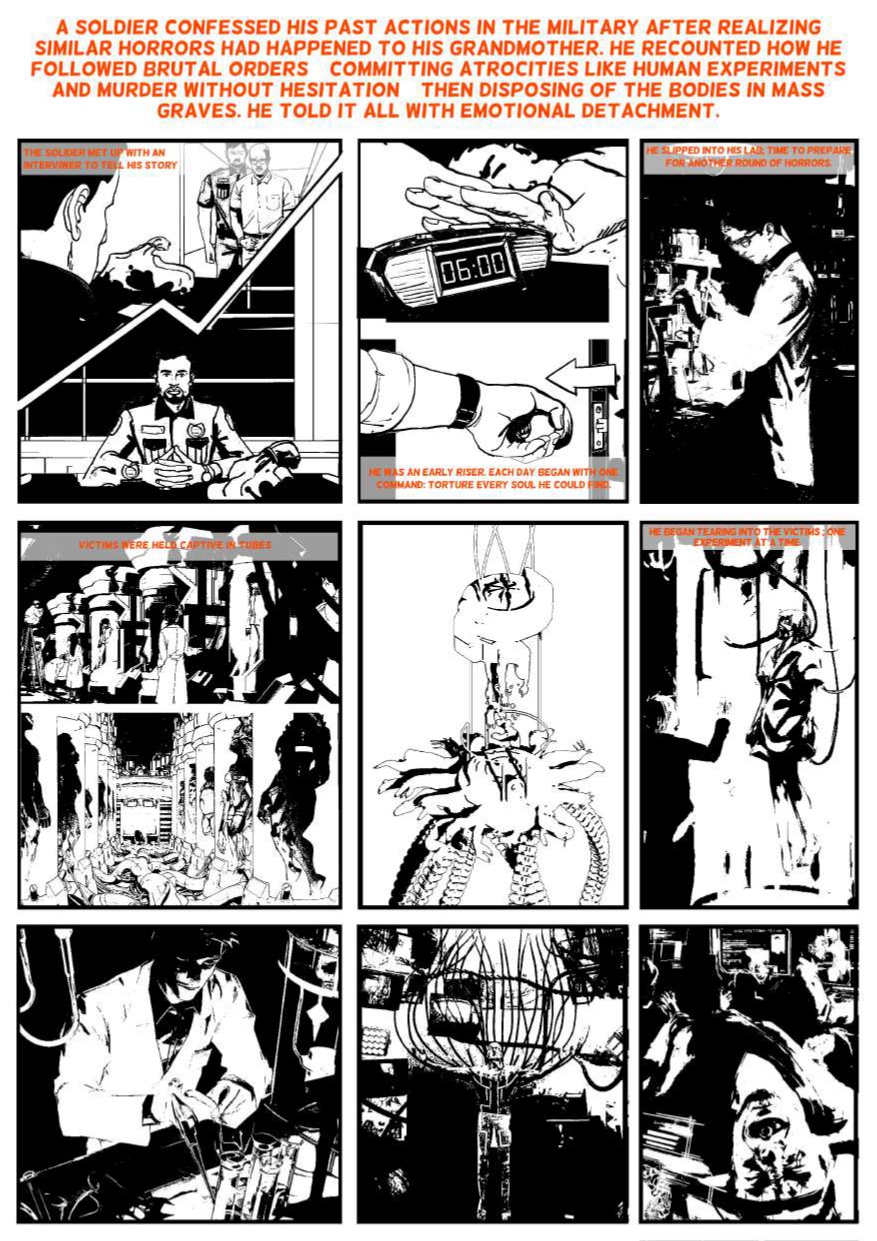 A SOLDIER CONFESSED HIS PAST ACTIONS IN THE MILITARY AFTER REALIZING
SIMILAR HORRORS HAD HAPPENED TO HIS GRANDMOTHER. HE RECOUNTED HOW HE
FOLLOWED BRUTAL ORDERS COMMITTING ATROCITIES LIKE HUMAN EXPERIMENTS
AND MURDER WITHOUT HESITATION THEN DISPOSING OF THE BODIES IN MASS
GRAVES. HE TOLD IT ALL WITH EMOTIONAL DETACHMENT.
THE SOLIDER MET UP WITH AN
INTERVIWER TO TELL HIS STORY
06:00
HE WAS AN EARLY RISER. EACH DAY BEGAN WITH ONE
COMMAND: TORTURE EVERY SOUL HE COULD FIND.
HE SLIPPED INTO HIS LAB; TIME TO PREPARE
FOR ANOTHER ROUND OF HORRORS.
VICTIMS WERE HELD CAPTIVE IN TUBES
HE BEGAN TEARING INTO THE VICTIMS ; ONE
EXPERIMENT AT A TIME